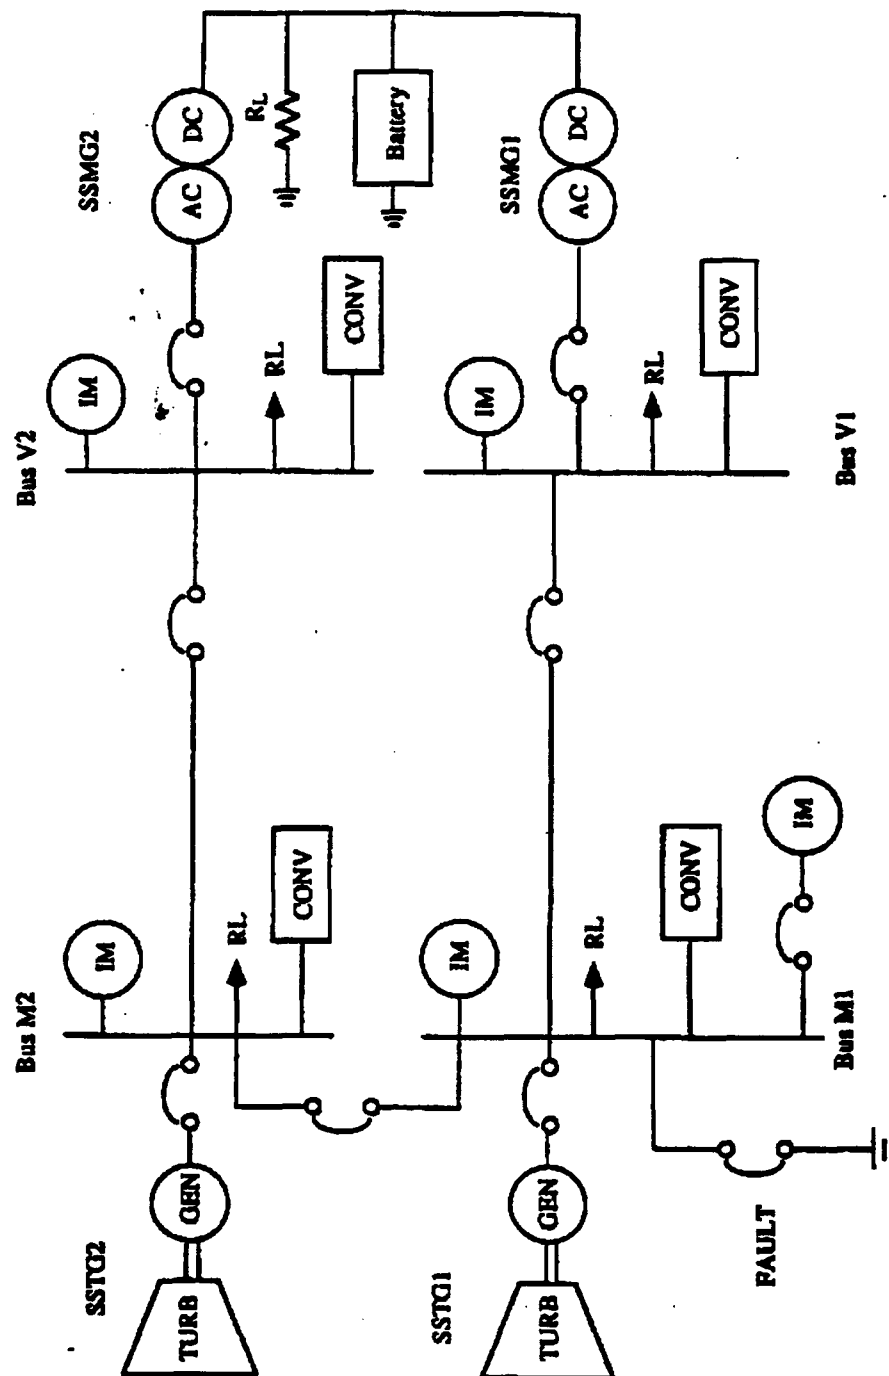 SSTG2
TURB
GEN
Bus M2
IM
RL
CONV
Bus V2
IM
RL
CONV
SSMG2
AC
DC
RL
Battery
SSTG1
TURB
GEN
FAULT
Bus M1
IM
RL
CONV
IM
Bus V1
IM
RL
CONV
SSMG1
AC
DC